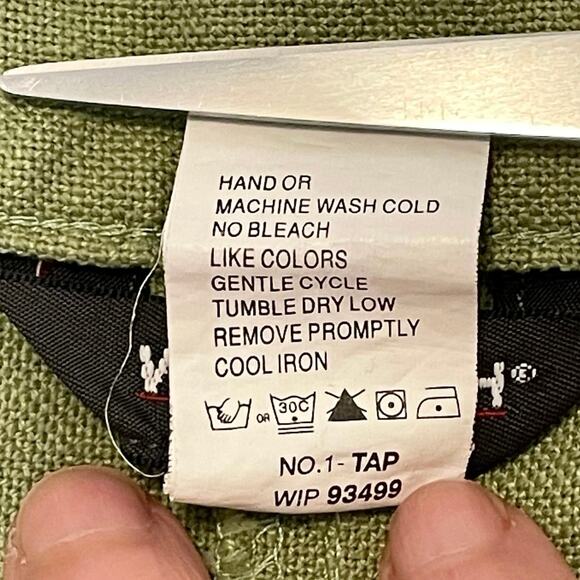 HAND OR
MACHINE WASH COLD
NO BLEACH
LIKE COLORS
GENTLE CYCLE
TUMBLE DRY LOW
REMOVE PROMPTLY
COOL IRON
OR 30C
NO.1- TAP
WIP 93499